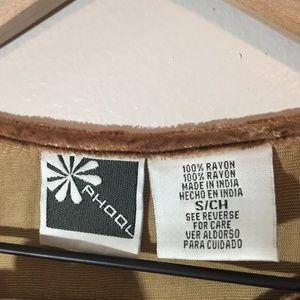 PHOOL
100% RAYON
100% RAYON
MADE IN INDIA
HECHO EN INDIA
S/CH
SEE REVERSE
FOR CARE
VER ALDORSO
PARA CUIDADO